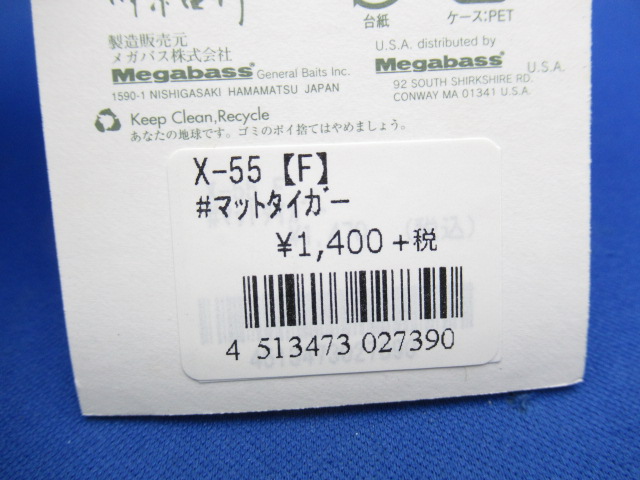 台紙
ケース:PET
製造販売元
メガバス株式会社
Megabass® General Baits Inc.
1590-1 NISHIGASAKI HAMAMATSU JAPAN
U.S.A. distributed by
Megabass® U.S.A.
92 SOUTH SHIRKSHIRE RD.
CONWAY MA 01341 U.S.A.
Keep Clean,Recycle
あなたの地球です。ゴミのポイ捨てはやめましょう。
X-55【F】
#マットタイガー
¥1,400 +税
4 513473 027390